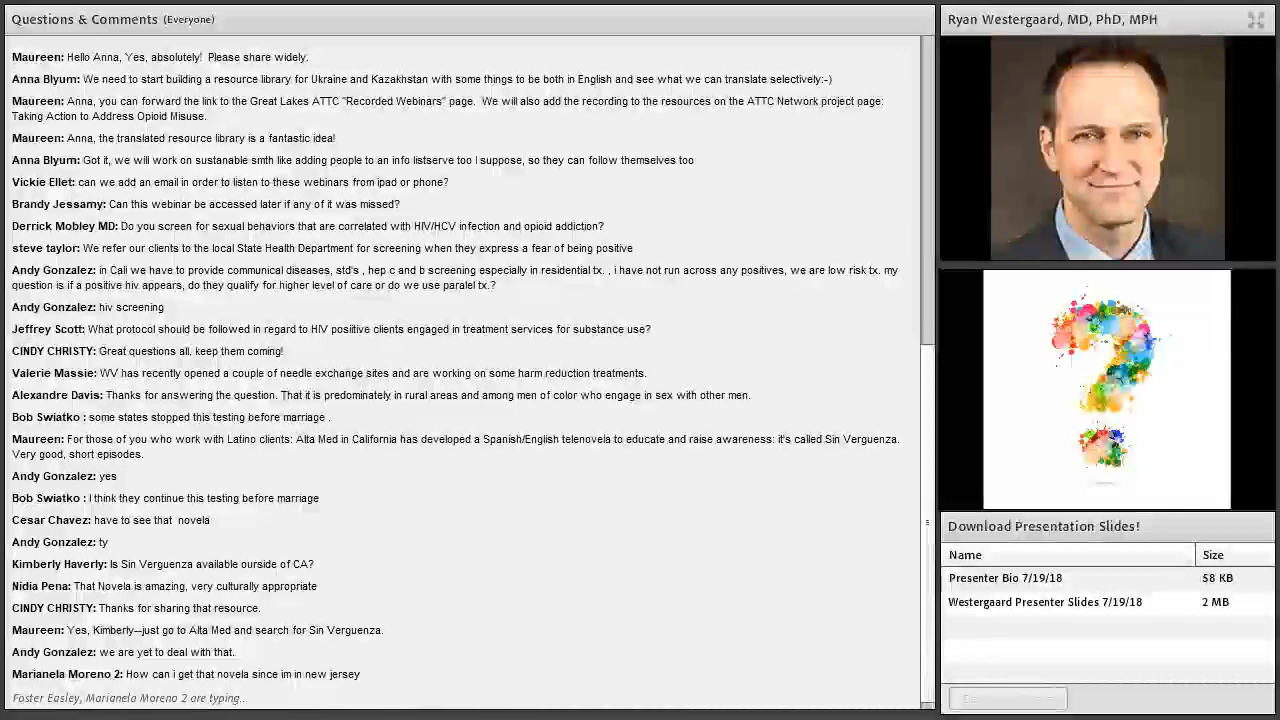 Questions & Comments (Everyone)
Maureen: Hello Anna, Yes, absolutely!  Please share widely.
Anna Blyum: We need to start building a resource library for Ukraine and Kazakhstan with some things to be both in English and see what we can translate selectively:-)
Maureen: Anna, you can forward the link to the Great Lakes ATTC "Recorded Webinars" page.  We will also add the recording to the resources on the ATTC Network project page:
Taking Action to Address Opioid Misuse.
Maureen: Anna, the translated resource library is a fantastic idea!
Anna Blyum: Got it, we will work on sustanable smth like adding people to an info listserve too I suppose, so they can follow themselves too
Vickie Ellet: can we add an email in order to listen to these webinars from ipad or phone?
Brandy Jessamy: Can this webinar be accessed later if any of it was missed?
Derrick Mobley MD: Do you screen for sexual behaviors that are correlated with HIV/HCV infection and opioid addiction?
steve taylor: We refer our clients to the local State Health Department for screening when they express a fear of being positive
Andy Gonzalez: in Cali we have to provide communical diseases, std's , hep c and b screening especially in residential tx. , i have not run across any positives, we are low risk tx. my
question is if a positive hiv appears, do they qualify for higher level of care or do we use paralel tx.?
Andy Gonzalez: hiv screening
Jeffrey Scott: What protocol should be followed in regard to HIV positive clients engaged in treatment services for substance use?
CINDY CHRISTY: Great questions all, keep them coming!
Valerie Massie: WV has recently opened a couple of needle exchange sites and are working on some harm reduction treatments.
Alexandre Davis: Thanks for answering the question. That it is predominately in rural areas and among men of color who engage in sex with other men.
Bob Swiatko : some states stopped this testing before marriage .
Maureen: For those of you who work with Latino clients: Alta Med in California has developed a Spanish/English telenovela to educate and raise awareness: it's called Sin Verguenza.
Very good, short episodes.
Andy Gonzalez: yes
Bob Swiatko : I think they continue this testing before marriage
Cesar Chavez: have to see that  novela
Andy Gonzalez: ty
Kimberly Haverly: Is Sin Verguenza available ourside of CA?
Nidia Pena: That Novela is amazing, very culturally appropriate
CINDY CHRISTY: Thanks for sharing that resource.
Maureen: Yes, Kimberly--just go to Alta Med and search for Sin Verguenza.
Andy Gonzalez: we are yet to deal with that.
Marianela Moreno 2: How can i get that novela since im in new jersey
Foster Easley, Marianela Moreno 2 are typing...
Ryan Westergaard, MD, PhD, MPH
?
Download Presentation Slides!
Name Size
Presenter Bio 7/19/18 58 KB
Westergaard Presenter Slides 7/19/18 2 MB